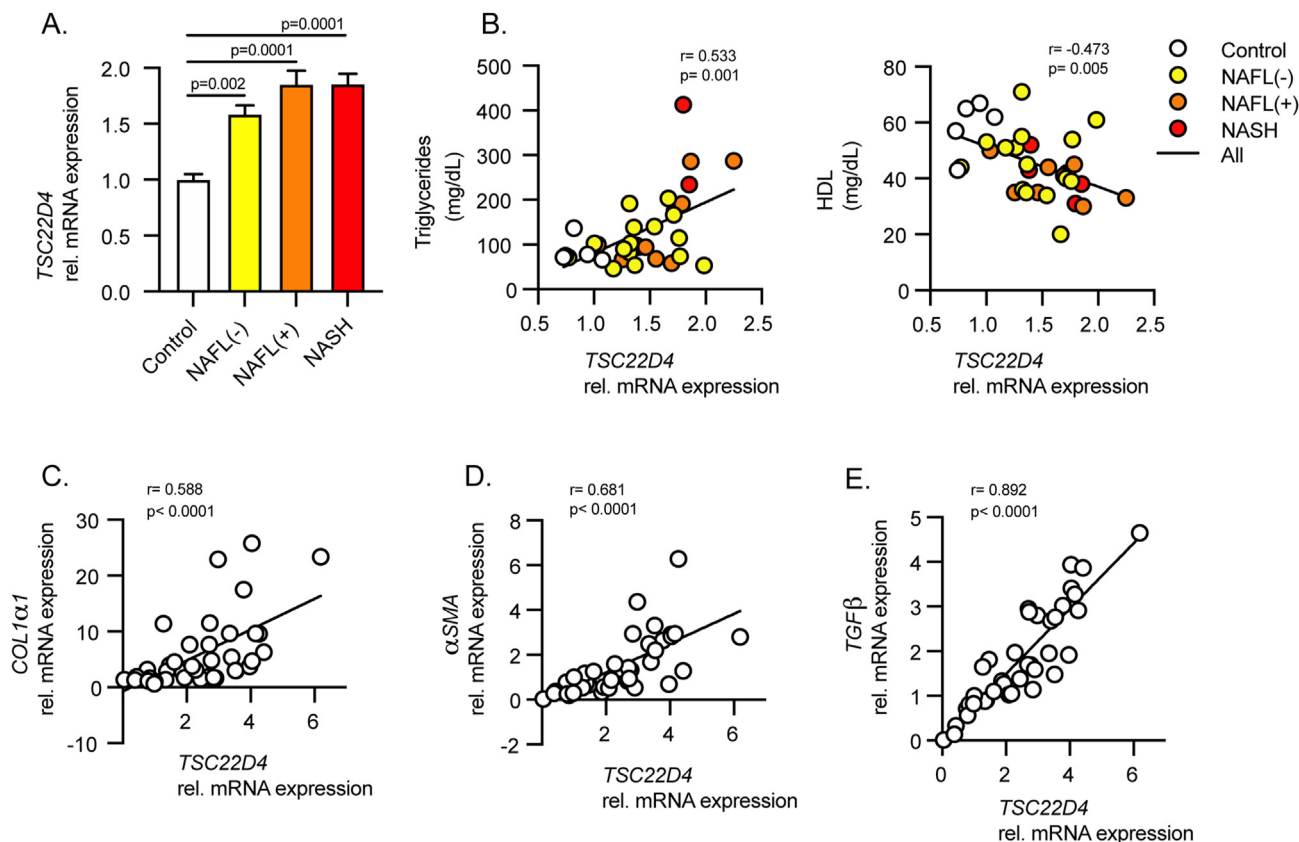 A.
p=0.0001
p=0.0001
p=0.002
2.0
1.5
1.0
0.5
0.0
TSC22D4
rel. mRNA expression
Control
NAFL(-)
NAFL(+)
NASH
B.
r= 0.533
p= 0.001
500
400
300
200
100
0
Triglycerides
(mg/dL)
0.5 1.0 1.5 2.0 2.5
TSC22D4
rel. mRNA expression
r= -0.473
p= 0.005
80
60
40
20
0
HDL
(mg/dL)
0.5 1.0 1.5 2.0 2.5
TSC22D4
rel. mRNA expression
Control
NAFL(-)
NAFL(+)
NASH
All
C.
r= 0.588
p< 0.0001
30
20
10
0
-10
COL1α1
rel. mRNA expression
2 4 6
TSC22D4
rel. mRNA expression
D.
r= 0.681
p< 0.0001
8
6
4
2
0
-2
αSMA
rel. mRNA expression
2 4 6
TSC22D4
rel. mRNA expression
E.
r= 0.892
p< 0.0001
5
4
3
2
1
0
TGFβ
rel. mRNA expression
0 2 4 6
TSC22D4
rel. mRNA expression